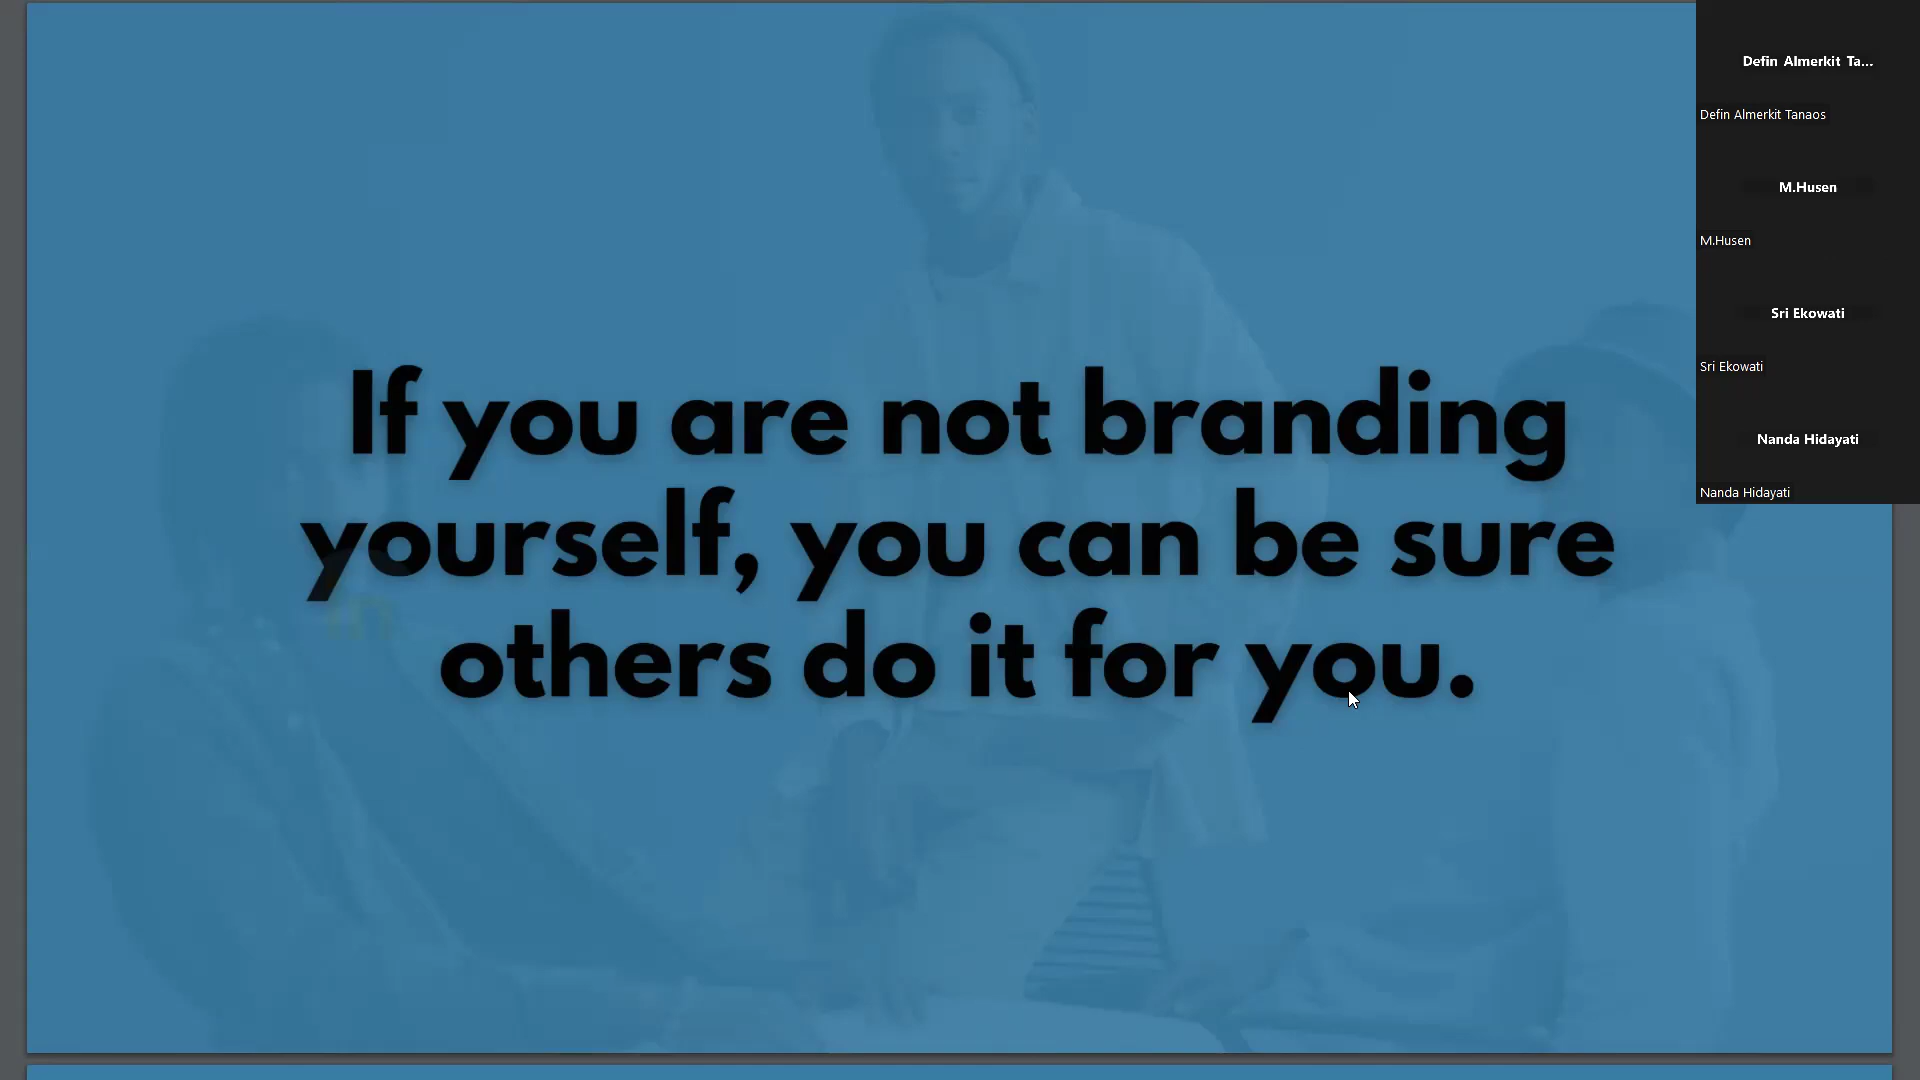 If you are not branding
yourself, you can be sure
others do it for you.
in
Defin Almerkit Ta...
Defin Almerkit Tanaos
M.Husen
M.Husen
Sri Ekowati
Sri Ekowati
Nanda Hidayati
Nanda Hidayati